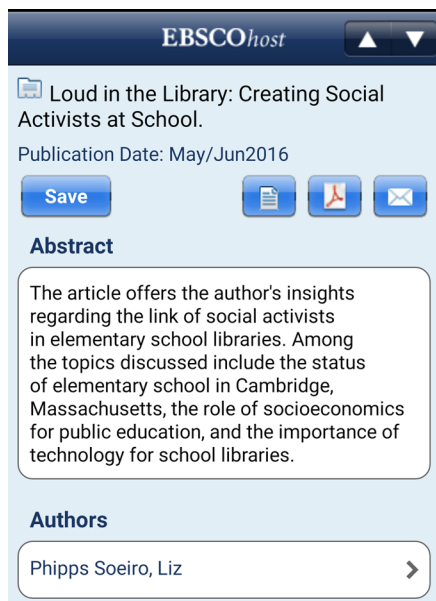 EBSCOhost
Loud in the Library: Creating Social
Activists at School.
Publication Date: May/Jun2016
Save
Abstract
The article offers the author's insights
regarding the link of social activists
in elementary school libraries. Among
the topics discussed include the status
of elementary school in Cambridge,
Massachusetts, the role of socioeconomics
for public education, and the importance of
technology for school libraries.
Authors
Phipps Soeiro, Liz